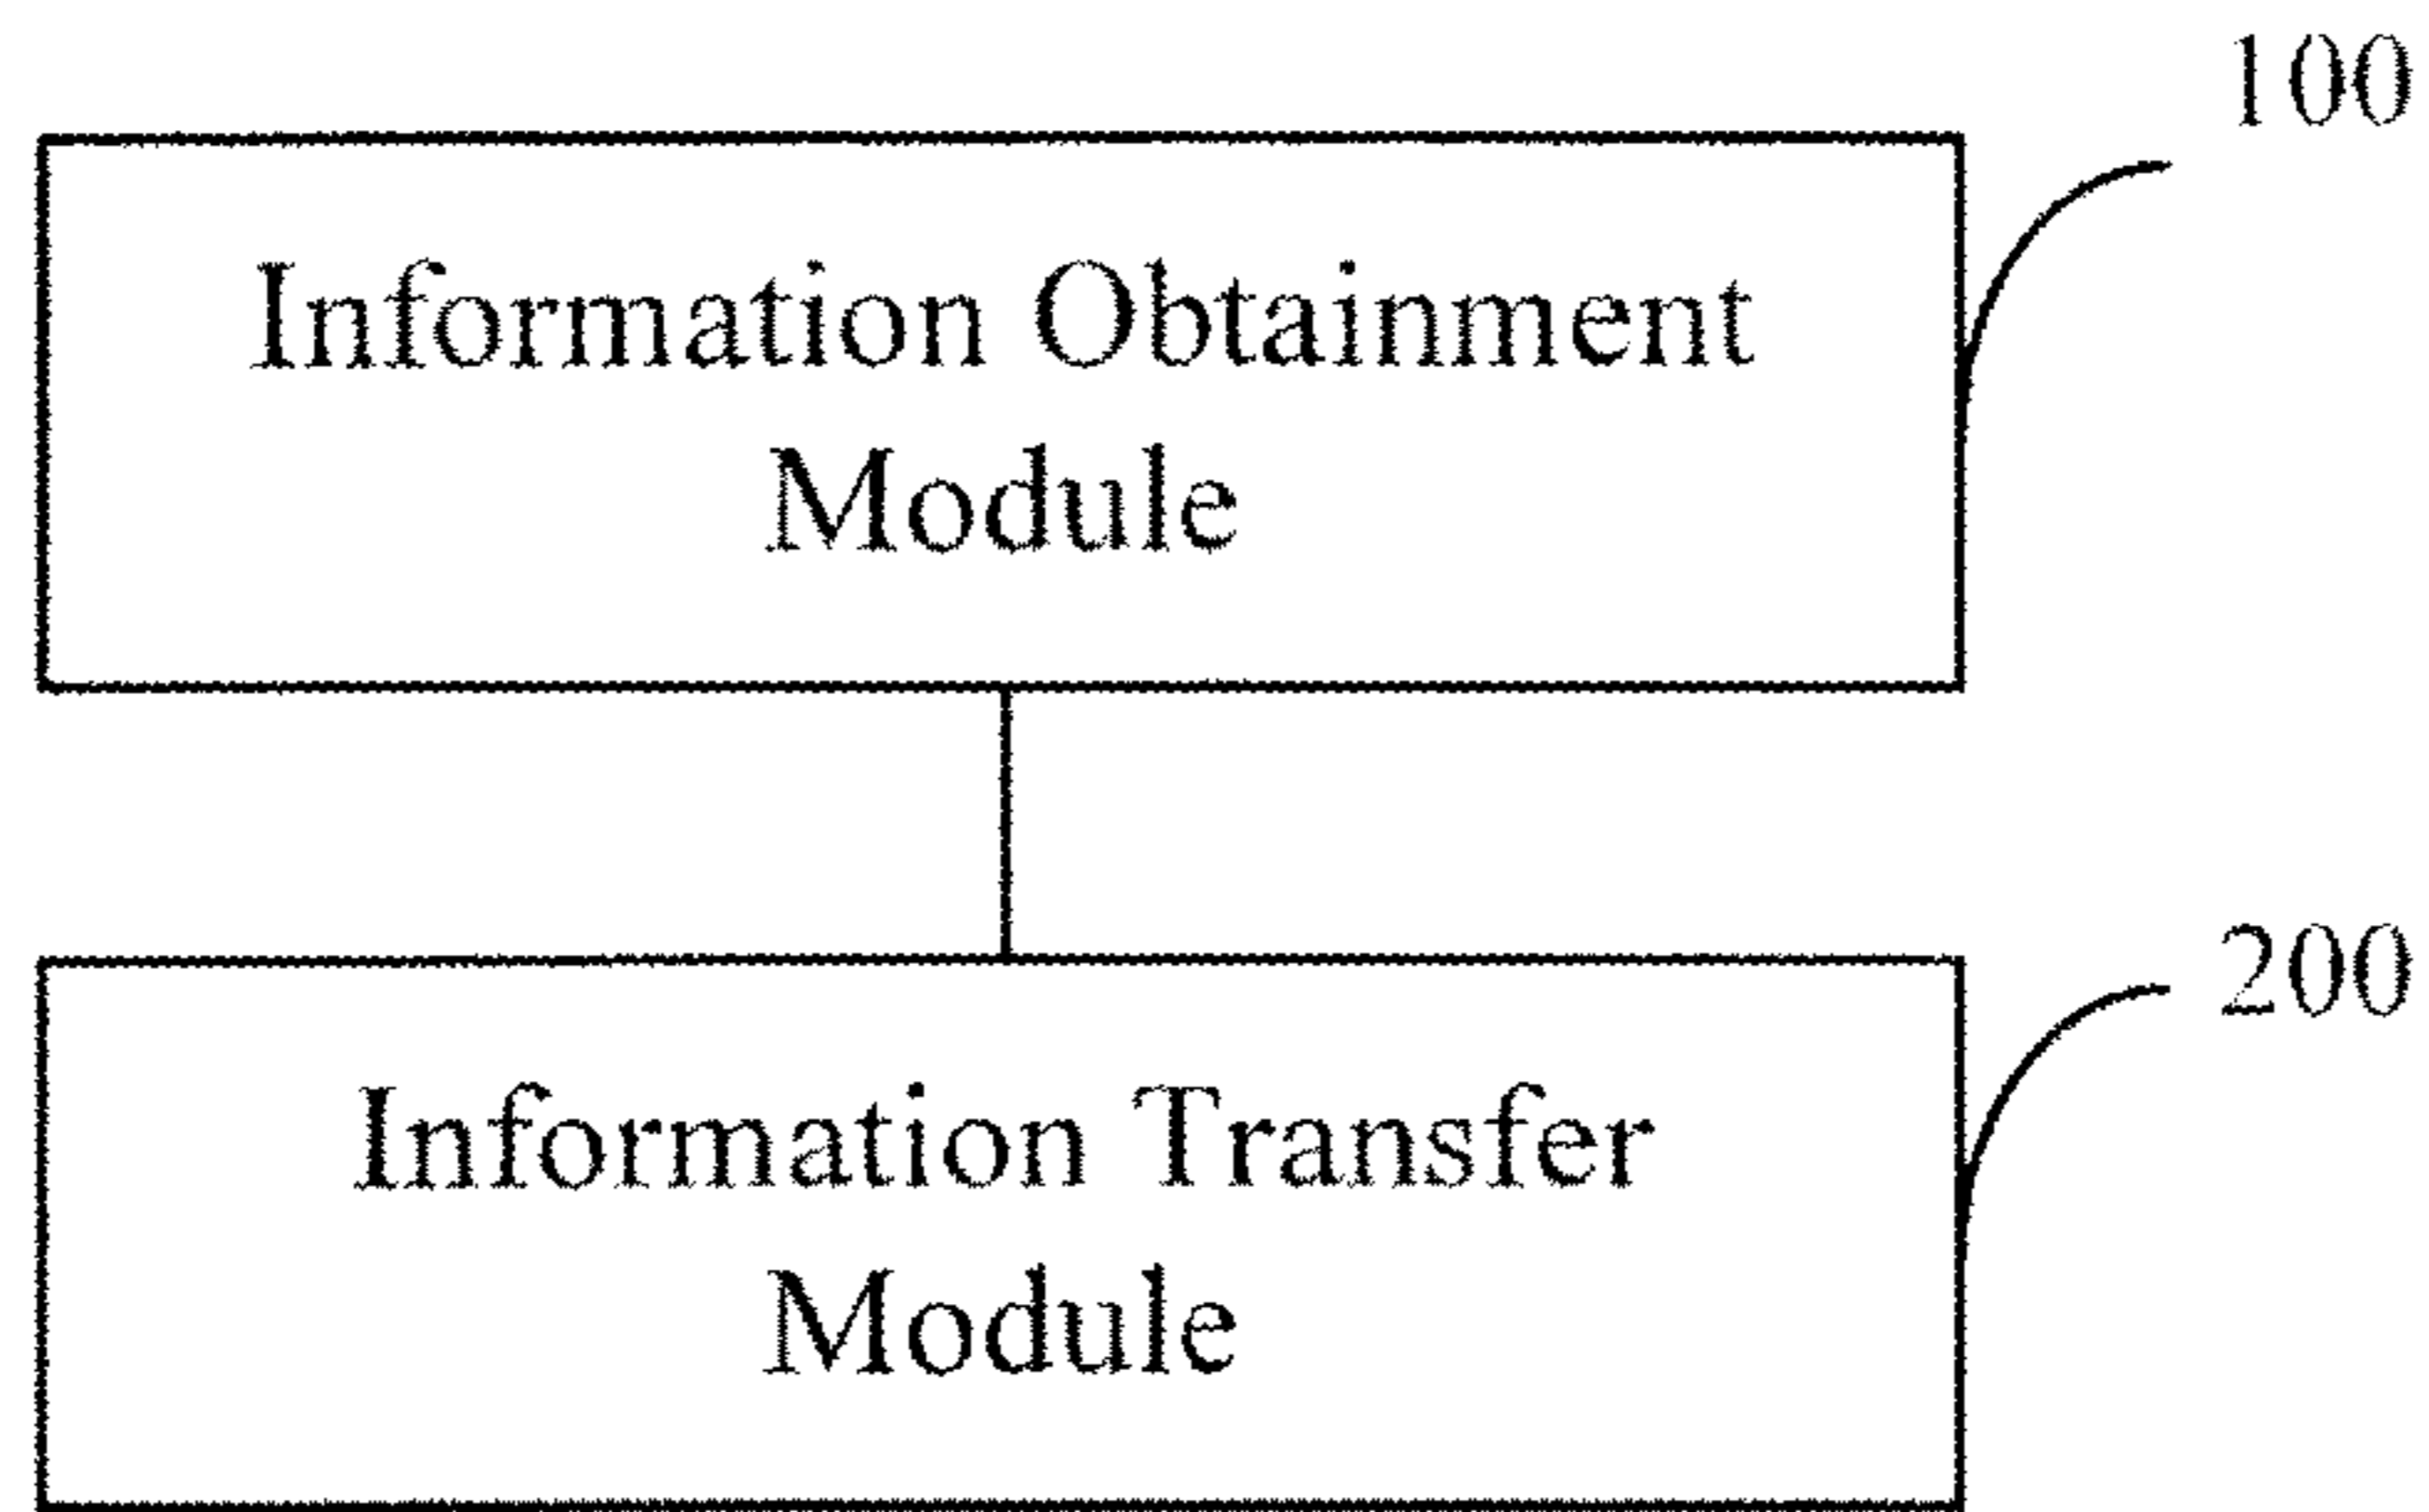 100
Information Obtainment
Module
200
Information Transfer
Module